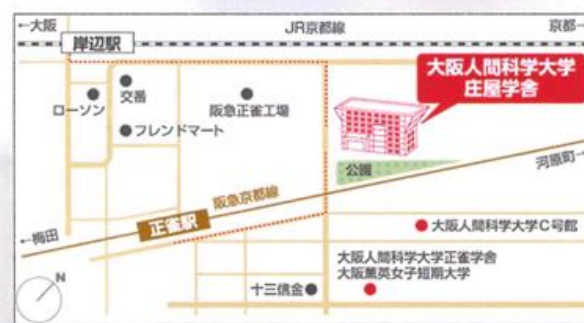 ←大阪
JR京都線
京都→
岸辺駅
大阪人間科学大学
庄屋学舎
交番
ローソン
阪急正雀工場
フレンドマート
公園
河原町→
阪急京都線
正雀駅
←梅田
大阪人間科学大学C号館
大阪人間科学大学正雀学舎
大阪薫英女子短期大学
十三信金
N